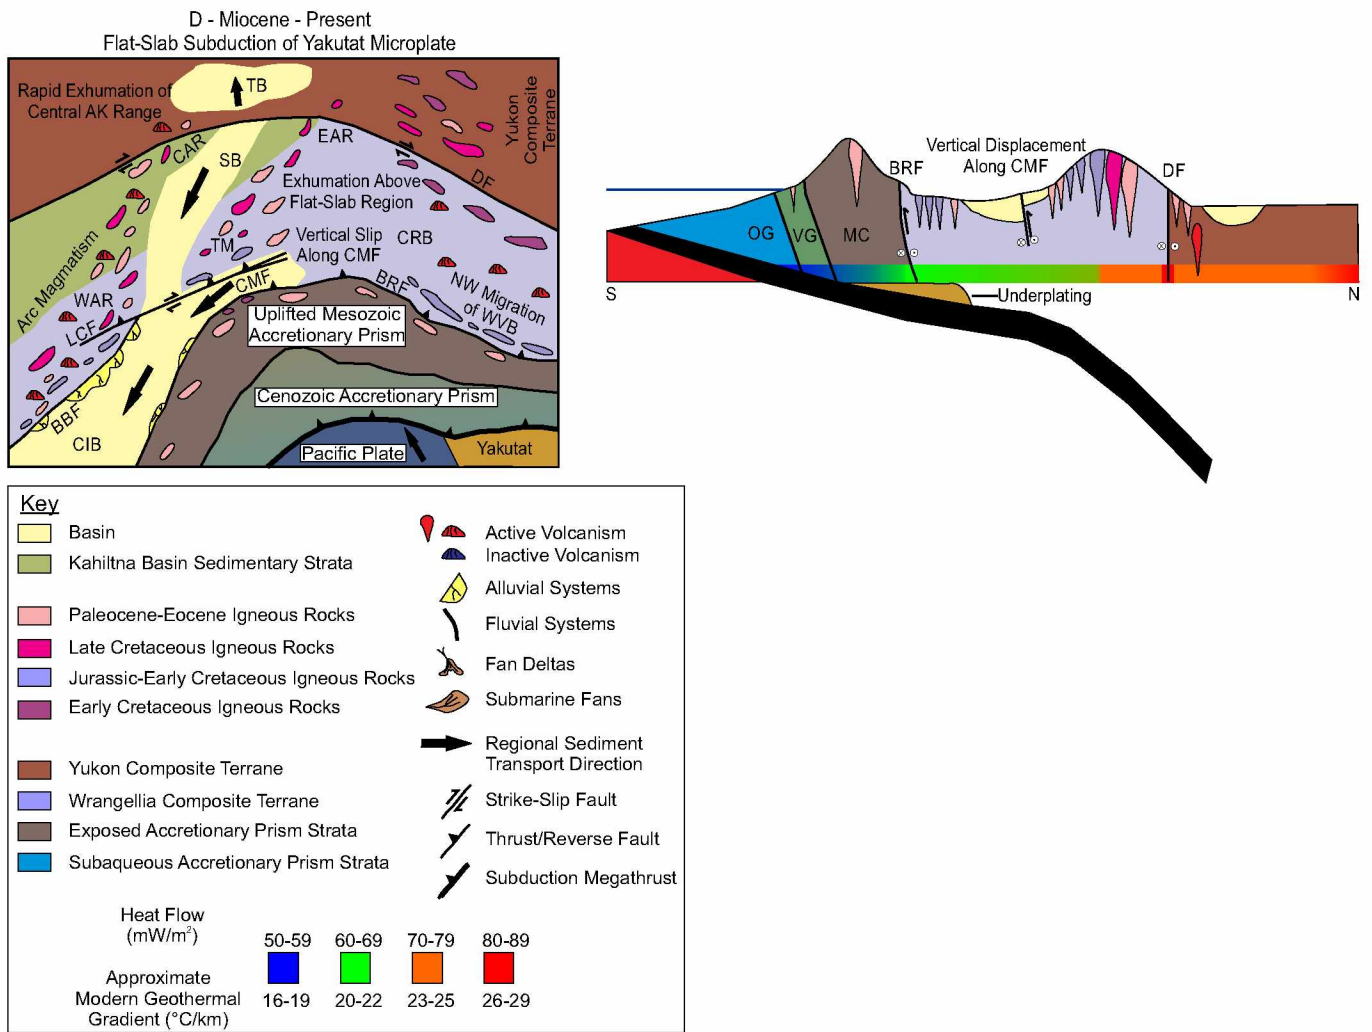 D - Miocene - Present
Flat-Slab Subduction of Yakutat Microplate
Rapid Exhumation of
Central AK Range
TB
Yukon
Composite
Terrane
CAR
SB
EAR
DF
Exhumation Above
Flat-Slab Region
Arc Magmatism
TM
Vertical Slip
Along CMF
CRB
WAR
LCF
CMF
BRF
NW Migration
of WVB
Uplifted Mesozoic
Accretionary Prism
Cenozoic Accretionary Prism
BBF
CIB
Pacific Plate
Yakutat
Vertical Displacement
Along CMF
BRF
DF
OG
VG
MC
S
Underplating
N
Key
Basin
Kahiltna Basin Sedimentary Strata
Paleocene-Eocene Igneous Rocks
Late Cretaceous Igneous Rocks
Jurassic-Early Cretaceous Igneous Rocks
Early Cretaceous Igneous Rocks
Yukon Composite Terrane
Wrangellia Composite Terrane
Exposed Accretionary Prism Strata
Subaqueous Accretionary Prism Strata
Active Volcanism
Inactive Volcanism
Alluvial Systems
Fluvial Systems
Fan Deltas
Submarine Fans
Regional Sediment
Transport Direction
Strike-Slip Fault
Thrust/Reverse Fault
Subduction Megathrust
Heat Flow
(mW/m²)
50-59 60-69 70-79 80-89
Approximate
Modern Geothermal
Gradient (°C/km)
16-19 20-22 23-25 26-29